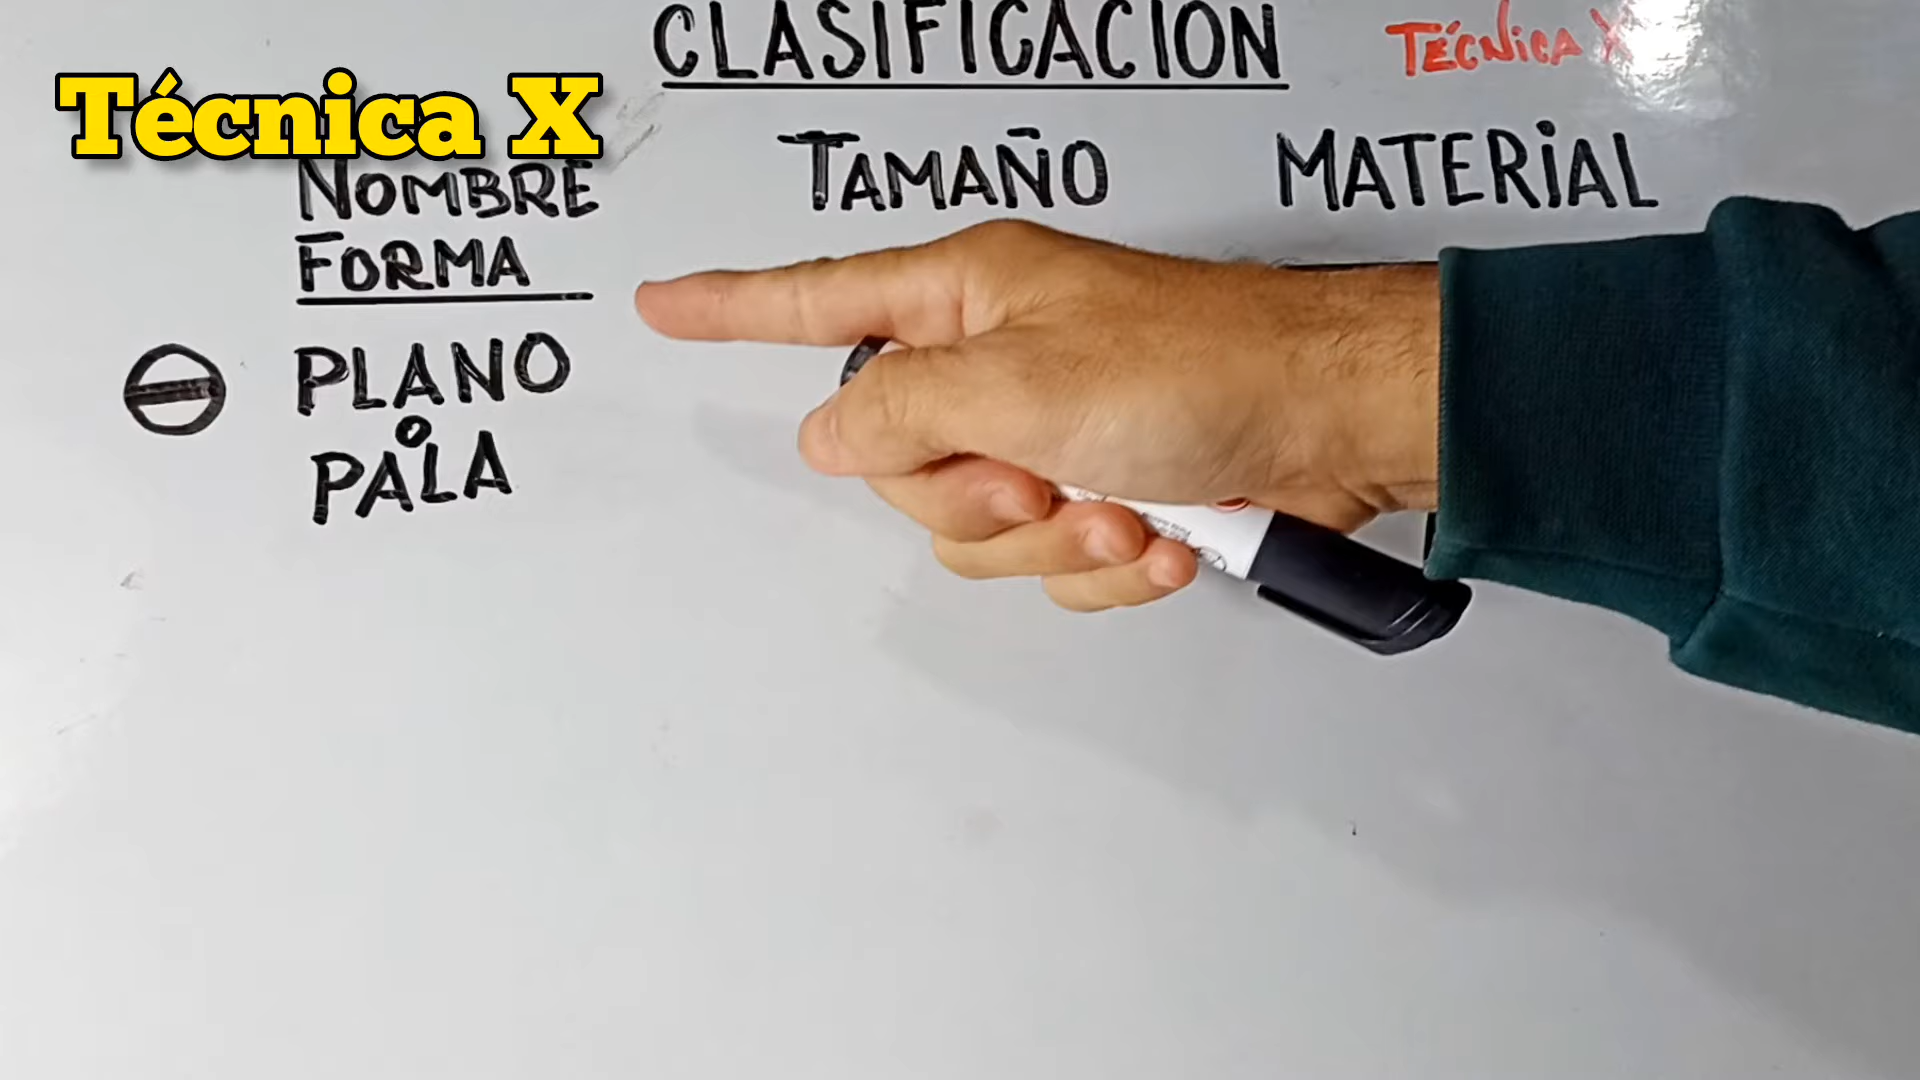 CLASIFICACION
TÉCNICA X
Técnica X
NOMBRE
FORMA
TAMAÑO
MATERIAL
PLANO
O
PALA